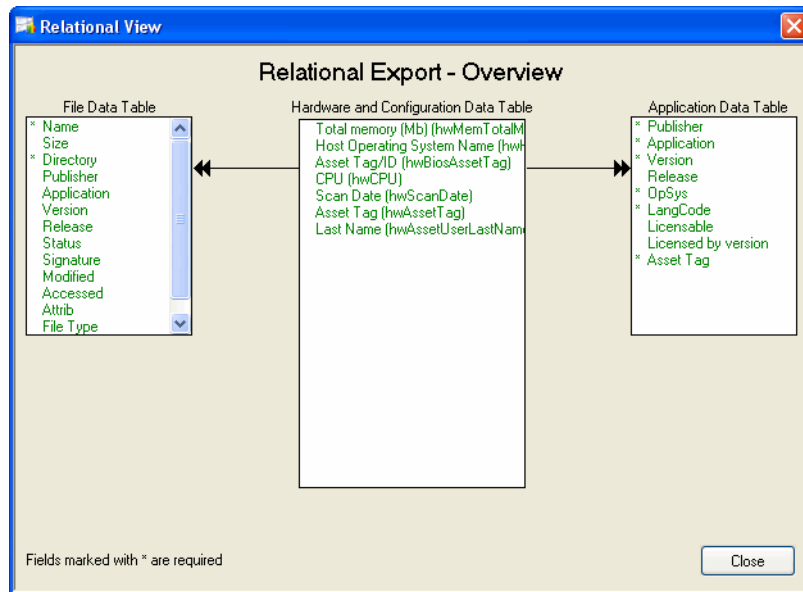 Relational View
Relational Export - Overview
File Data Table
* Name
Size
* Directory
Publisher
Application
Version
Release
Status
Signature
Modified
Accessed
Attrib
File Type
Hardware and Configuration Data Table
Total memory (Mb) (hwMemTotalM
Host Operating System Name (hwH
Asset Tag/ID (hwBiosAssetTag)
CPU (hwCPU)
Scan Date (hwScanDate)
Asset Tag (hwAssetTag)
Last Name (hwAssetUserLastName
Application Data Table
* Publisher
* Application
* Version
Release
* OpSys
* LangCode
Licensable
Licensed by version
* Asset Tag
Fields marked with * are required
Close